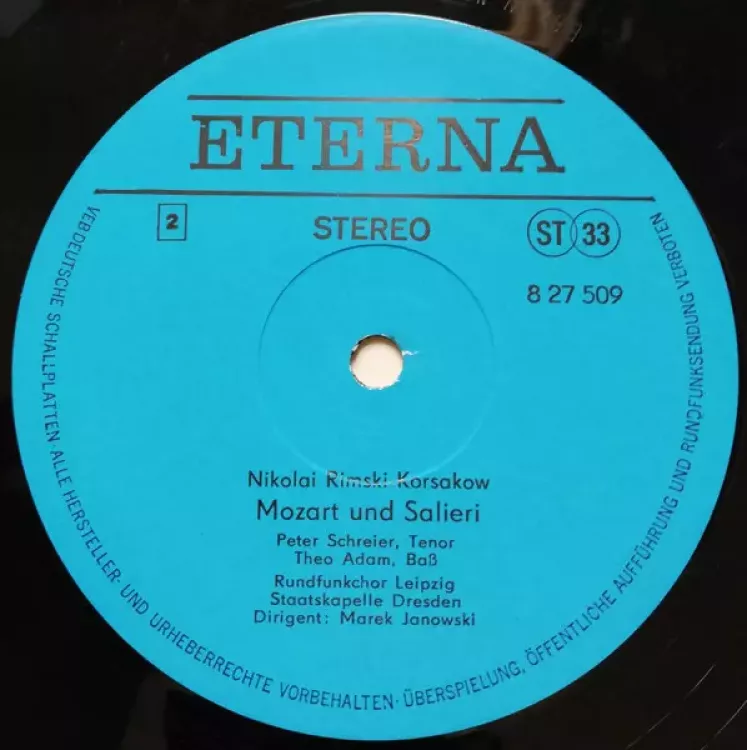 ETERNA
2
STEREO
ST 33
8 27 509
Nikolai Rimski Korsakow
Mozart und Salieri
Peter Schreier, Tenor
Theo Adam, Baß
Rundfunkchor Leipzig
Staatskapelle Dresden
Dirigent: Marek Janowski
VEB DEUTSCHE SCHALLPLATTEN · ALLE HERSTELLER- UND URHEBERRECHTE VORBEHALTEN · ÜBERSPIELUNG, ÖFFENTLICHE AUFFÜHRUNG UND RUNDFUNKSENDUNG VERBOTEN